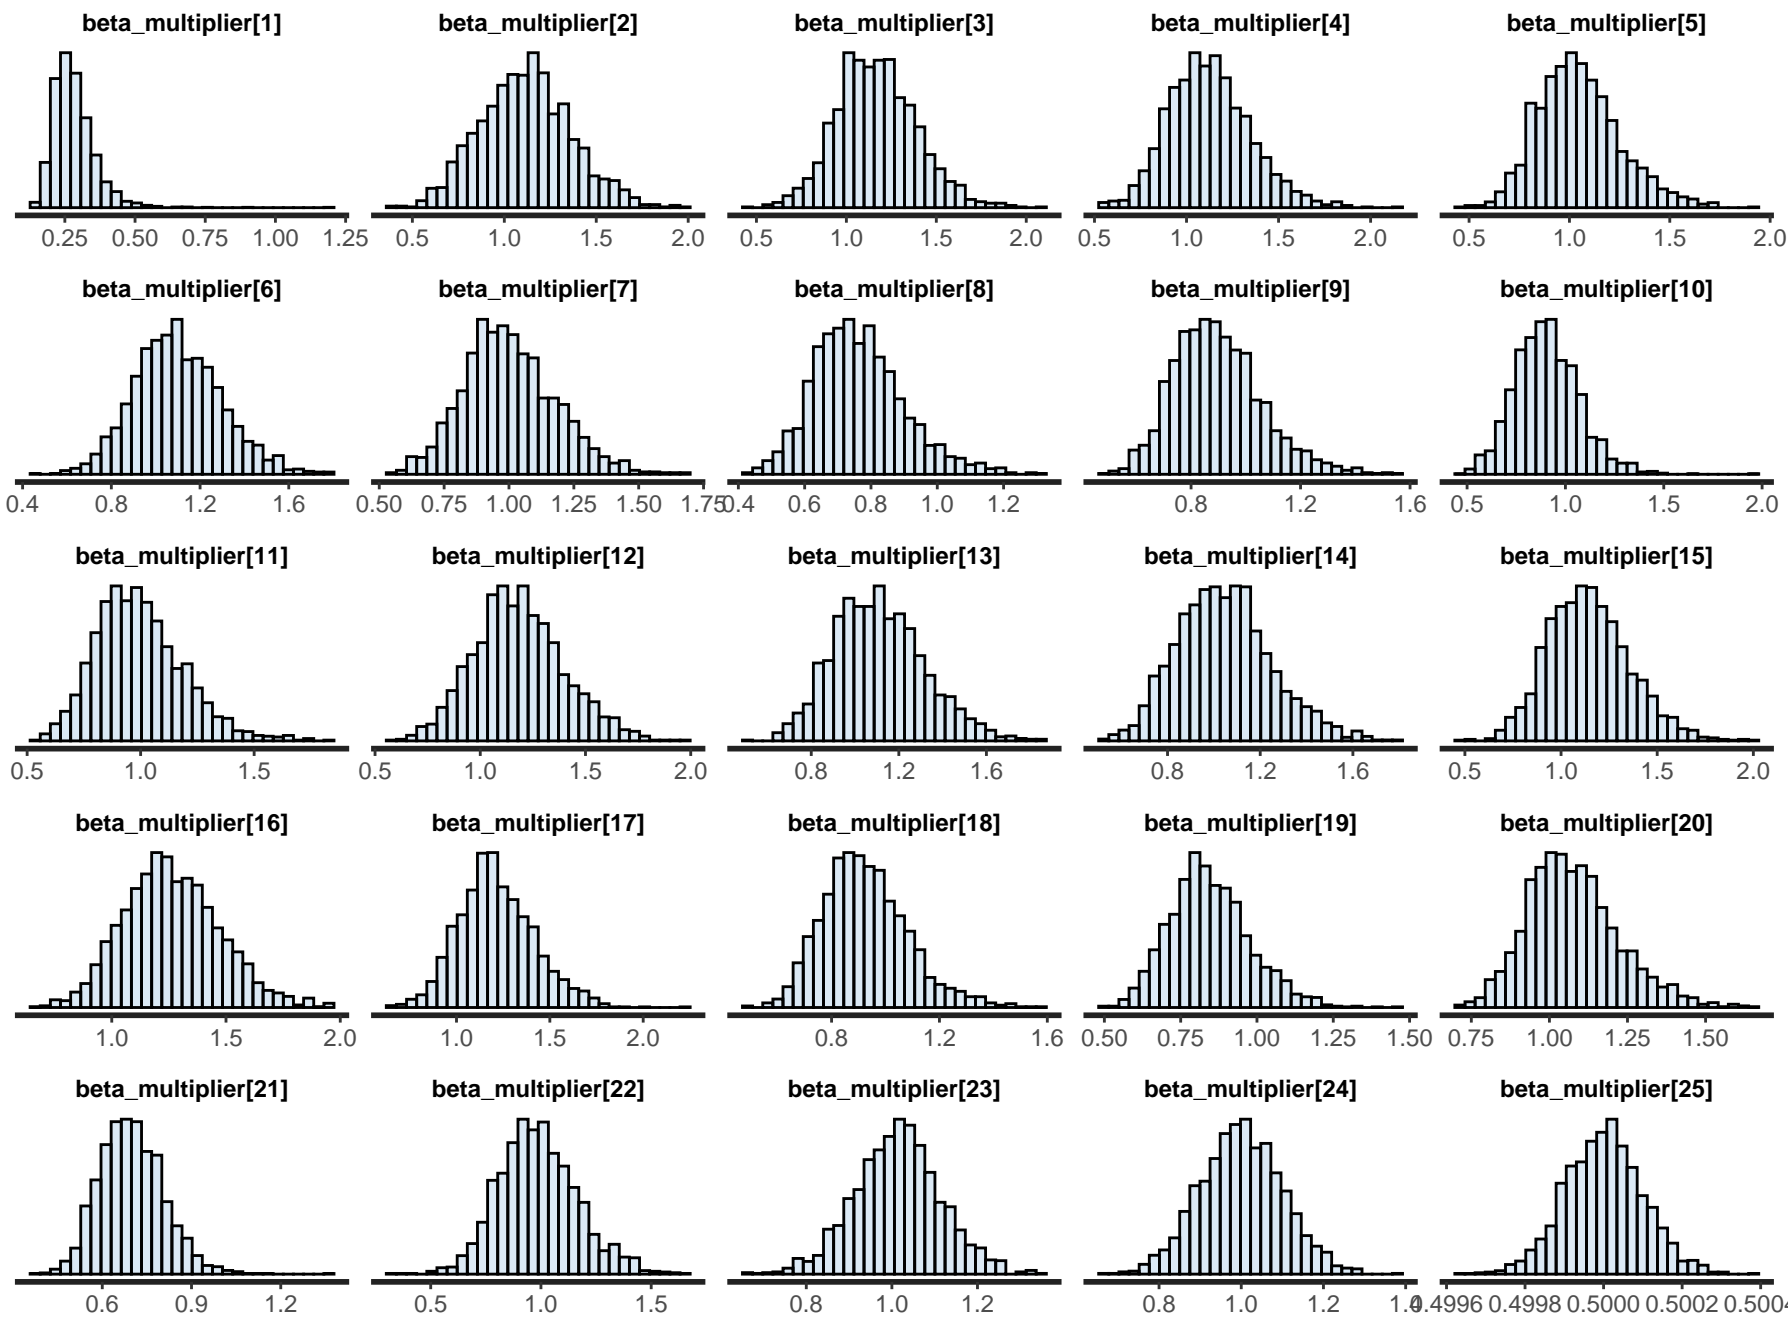 beta_multiplier[1] beta_multiplier[2] beta_multiplier[3] beta_multiplier[4] beta_multiplier[5]
0.25 0.50 0.75 1.00 1.25 0.5 1.0 1.5 2.0 0.5 1.0 1.5 2.0 0.5 1.0 1.5 2.0 0.5 1.0 1.5 2.0
beta_multiplier[6] beta_multiplier[7] beta_multiplier[8] beta_multiplier[9] beta_multiplier[10]
0.4 0.8 1.2 1.6 0.50 0.75 1.00 1.25 1.50 1.75 0.4 0.6 0.8 1.0 1.2 0.8 1.2 1.6 0.5 1.0 1.5 2.0
beta_multiplier[11] beta_multiplier[12] beta_multiplier[13] beta_multiplier[14] beta_multiplier[15]
0.5 1.0 1.5 0.5 1.0 1.5 2.0 0.8 1.2 1.6 0.8 1.2 1.6 0.5 1.0 1.5 2.0
beta_multiplier[16] beta_multiplier[17] beta_multiplier[18] beta_multiplier[19] beta_multiplier[20]
1.0 1.5 2.0 1.0 1.5 2.0 0.8 1.2 1.6 0.50 0.75 1.00 1.25 1.50 0.75 1.00 1.25 1.50
beta_multiplier[21] beta_multiplier[22] beta_multiplier[23] beta_multiplier[24] beta_multiplier[25]
0.6 0.9 1.2 0.5 1.0 1.5 0.8 1.0 1.2 0.8 1.0 1.2 1.4 0.4996 0.4998 0.5000 0.5002 0.5004